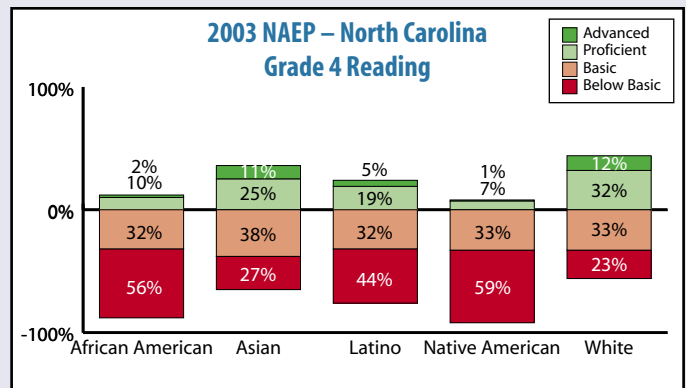 2003 NAEP – North Carolina
Grade 4 Reading
Advanced
Proficient
Basic
Below Basic
100%
0%
-100%
2%
10%
32%
56%
11%
25%
38%
27%
5%
19%
32%
44%
1%
7%
33%
59%
12%
32%
33%
23%
African American
Asian
Latino
Native American
White